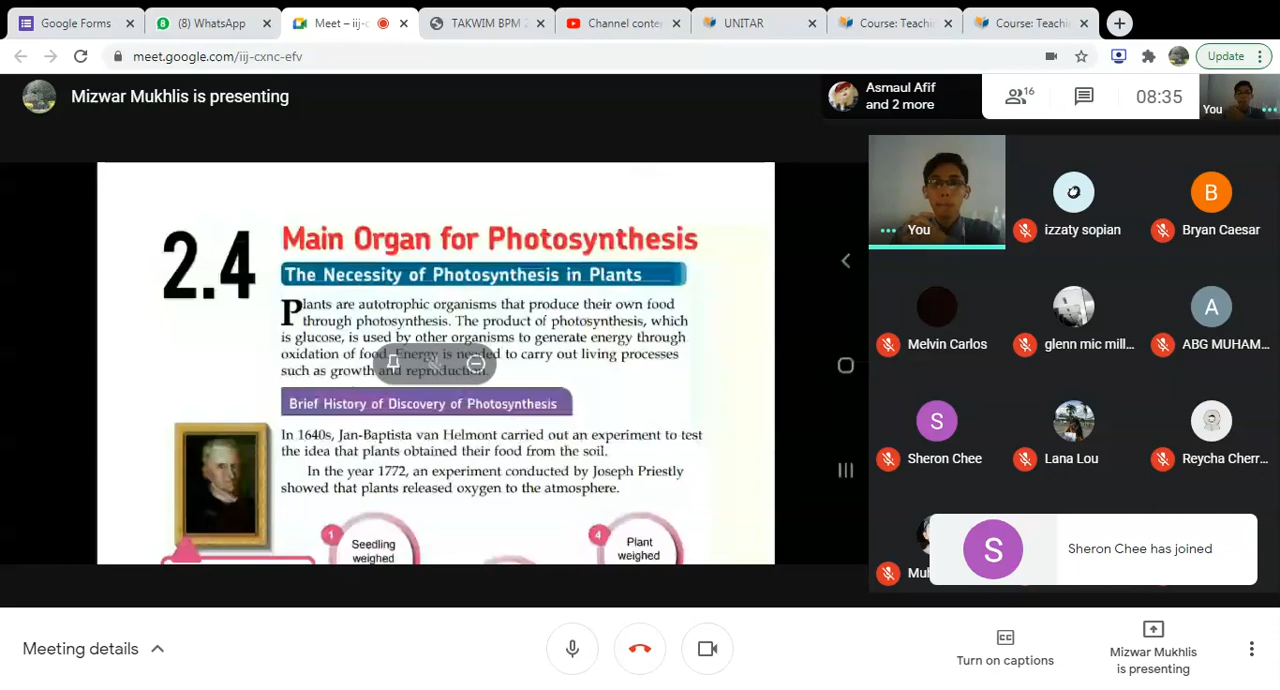 Google Forms
(8) WhatsApp
Meet – iij-c
TAKWIM BPM 2
Channel conte
UNITAR
Course: Teachi
Course: Teachi
meet.google.com/iij-cxnc-efv
Update
Mizwar Mukhlis is presenting
Asmaul Afif
and 2 more
16
08:35
You
2.4
Main Organ for Photosynthesis
The Necessity of Photosynthesis in Plants
Plants are autotrophic organisms that produce their own food
through photosynthesis. The product of photosynthesis, which
is glucose, is used by other organisms to generate energy through
oxidation of food. Energy is needed to carry out living processes
such as growth and reproduction.
Brief History of Discovery of Photosynthesis
In 1640s, Jan-Baptista van Helmont carried out an experiment to test
the idea that plants obtained their food from the soil.
In the year 1772, an experiment conducted by Joseph Priestly
showed that plants released oxygen to the atmosphere.
1
Seedling
weighed
4
Plant
weighed
You
izzaty sopian
B
Bryan Caesar
Melvin Carlos
glenn mic mill...
A
ABG MUHAM...
S
Sheron Chee
Lana Lou
Reycha Cherr...
Muh
S
Sheron Chee has joined
Meeting details
CC
Turn on captions
Mizwar Mukhlis
is presenting